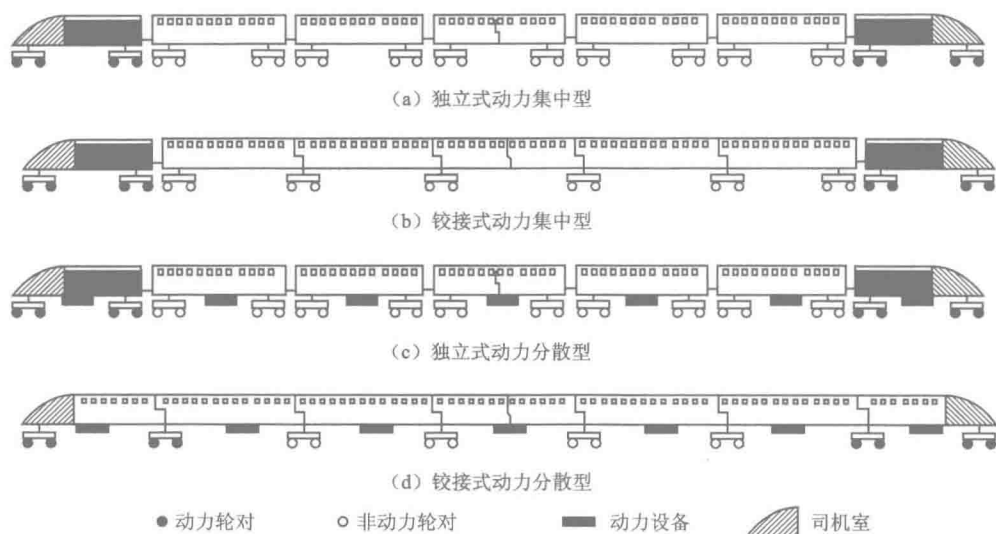 （a）独立式动力集中型
（b）铰接式动力集中型
（c）独立式动力分散型
（d）铰接式动力分散型
动力轮对 非动力轮对 动力设备 司机室